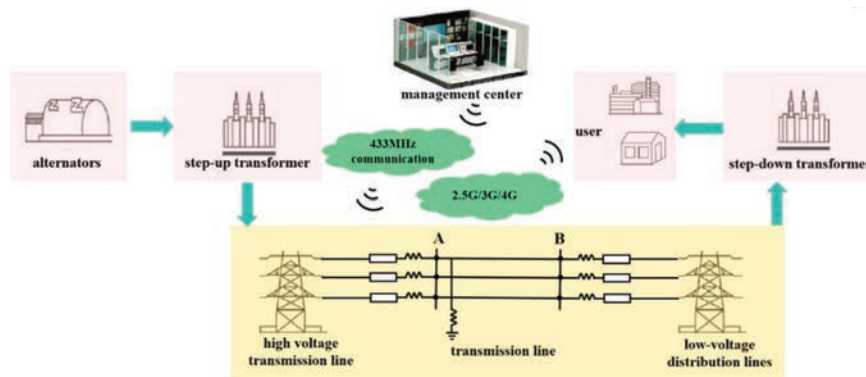 management center
alternators
step-up transformer
433MHz
communication
2.5G/3G/4G
user
step-down transformer
A
B
high voltage
transmission line
transmission line
low-voltage
distribution lines